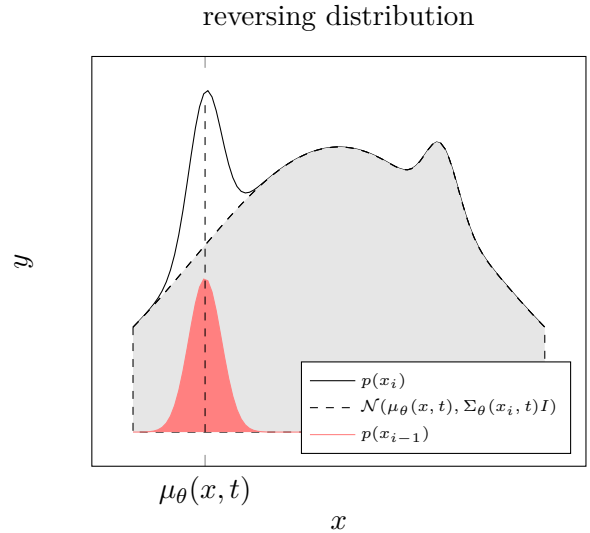 reversing distribution
y
p(x_i)
𝒩(μ_θ(x, t), Σ_θ(x_i, t)I)
p(x_{i−1})
μ_θ(x, t)
x